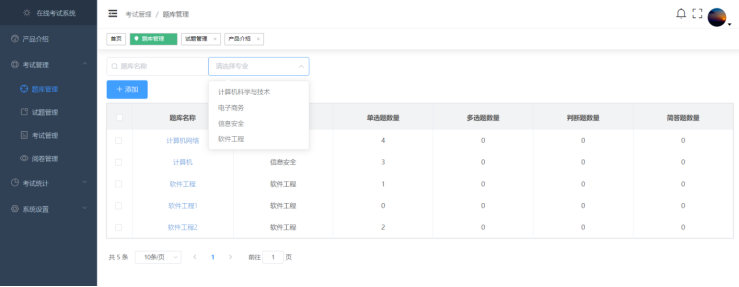 在线考试系统
考试管理 / 题库管理
产品介绍
考试管理
题库管理
试题管理
考试管理
阅卷管理
考试统计
系统设置
首页 题库管理 试题管理 × 产品介绍 ×
题库名称 请选择专业
+ 添加
计算机科学与技术
电子商务
信息安全
软件工程
题库名称 单选题数量 多选题数量 判断题数量 简答题数量
计算机网络 4 0 0 0
计算机 信息安全 3 0 0 0
软件工程 软件工程 1 0 0 0
软件工程1 软件工程 0 0 0 0
软件工程2 软件工程 2 0 0 0
共 5 条 10条/页 < 1 > 前往 1 页